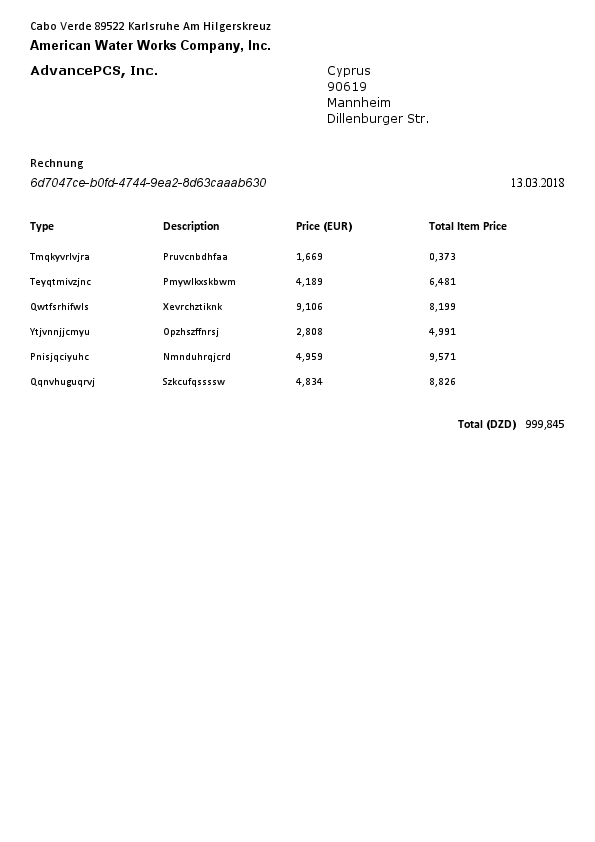 Cabo Verde 89522 Karlsruhe Am Hilgerskreuz
American Water Works Company, Inc.
AdvancePCS, Inc.
Cyprus
90619
Mannheim
Dillenburger Str.
Rechnung
6d7047ce-b0fd-4744-9ea2-8d63caaab630 13.03.2018
Type Description Price (EUR) Total Item Price
Tmqkyvrlvjra Pruvcnbdhfaa 1,669 0,373
Teyqtmivzjnc Pmywlkxskbwm 4,189 6,481
Qwtfsrhifwls Xevrchztiknk 9,106 8,199
Ytjvnnjjcmyu Opzhszffnrsj 2,808 4,991
Pnisjqciyuhc Nmnduhrqjcrd 4,959 9,571
Qqnvhuguqrvj Szkcufqssssw 4,834 8,826
Total (DZD) 999,845